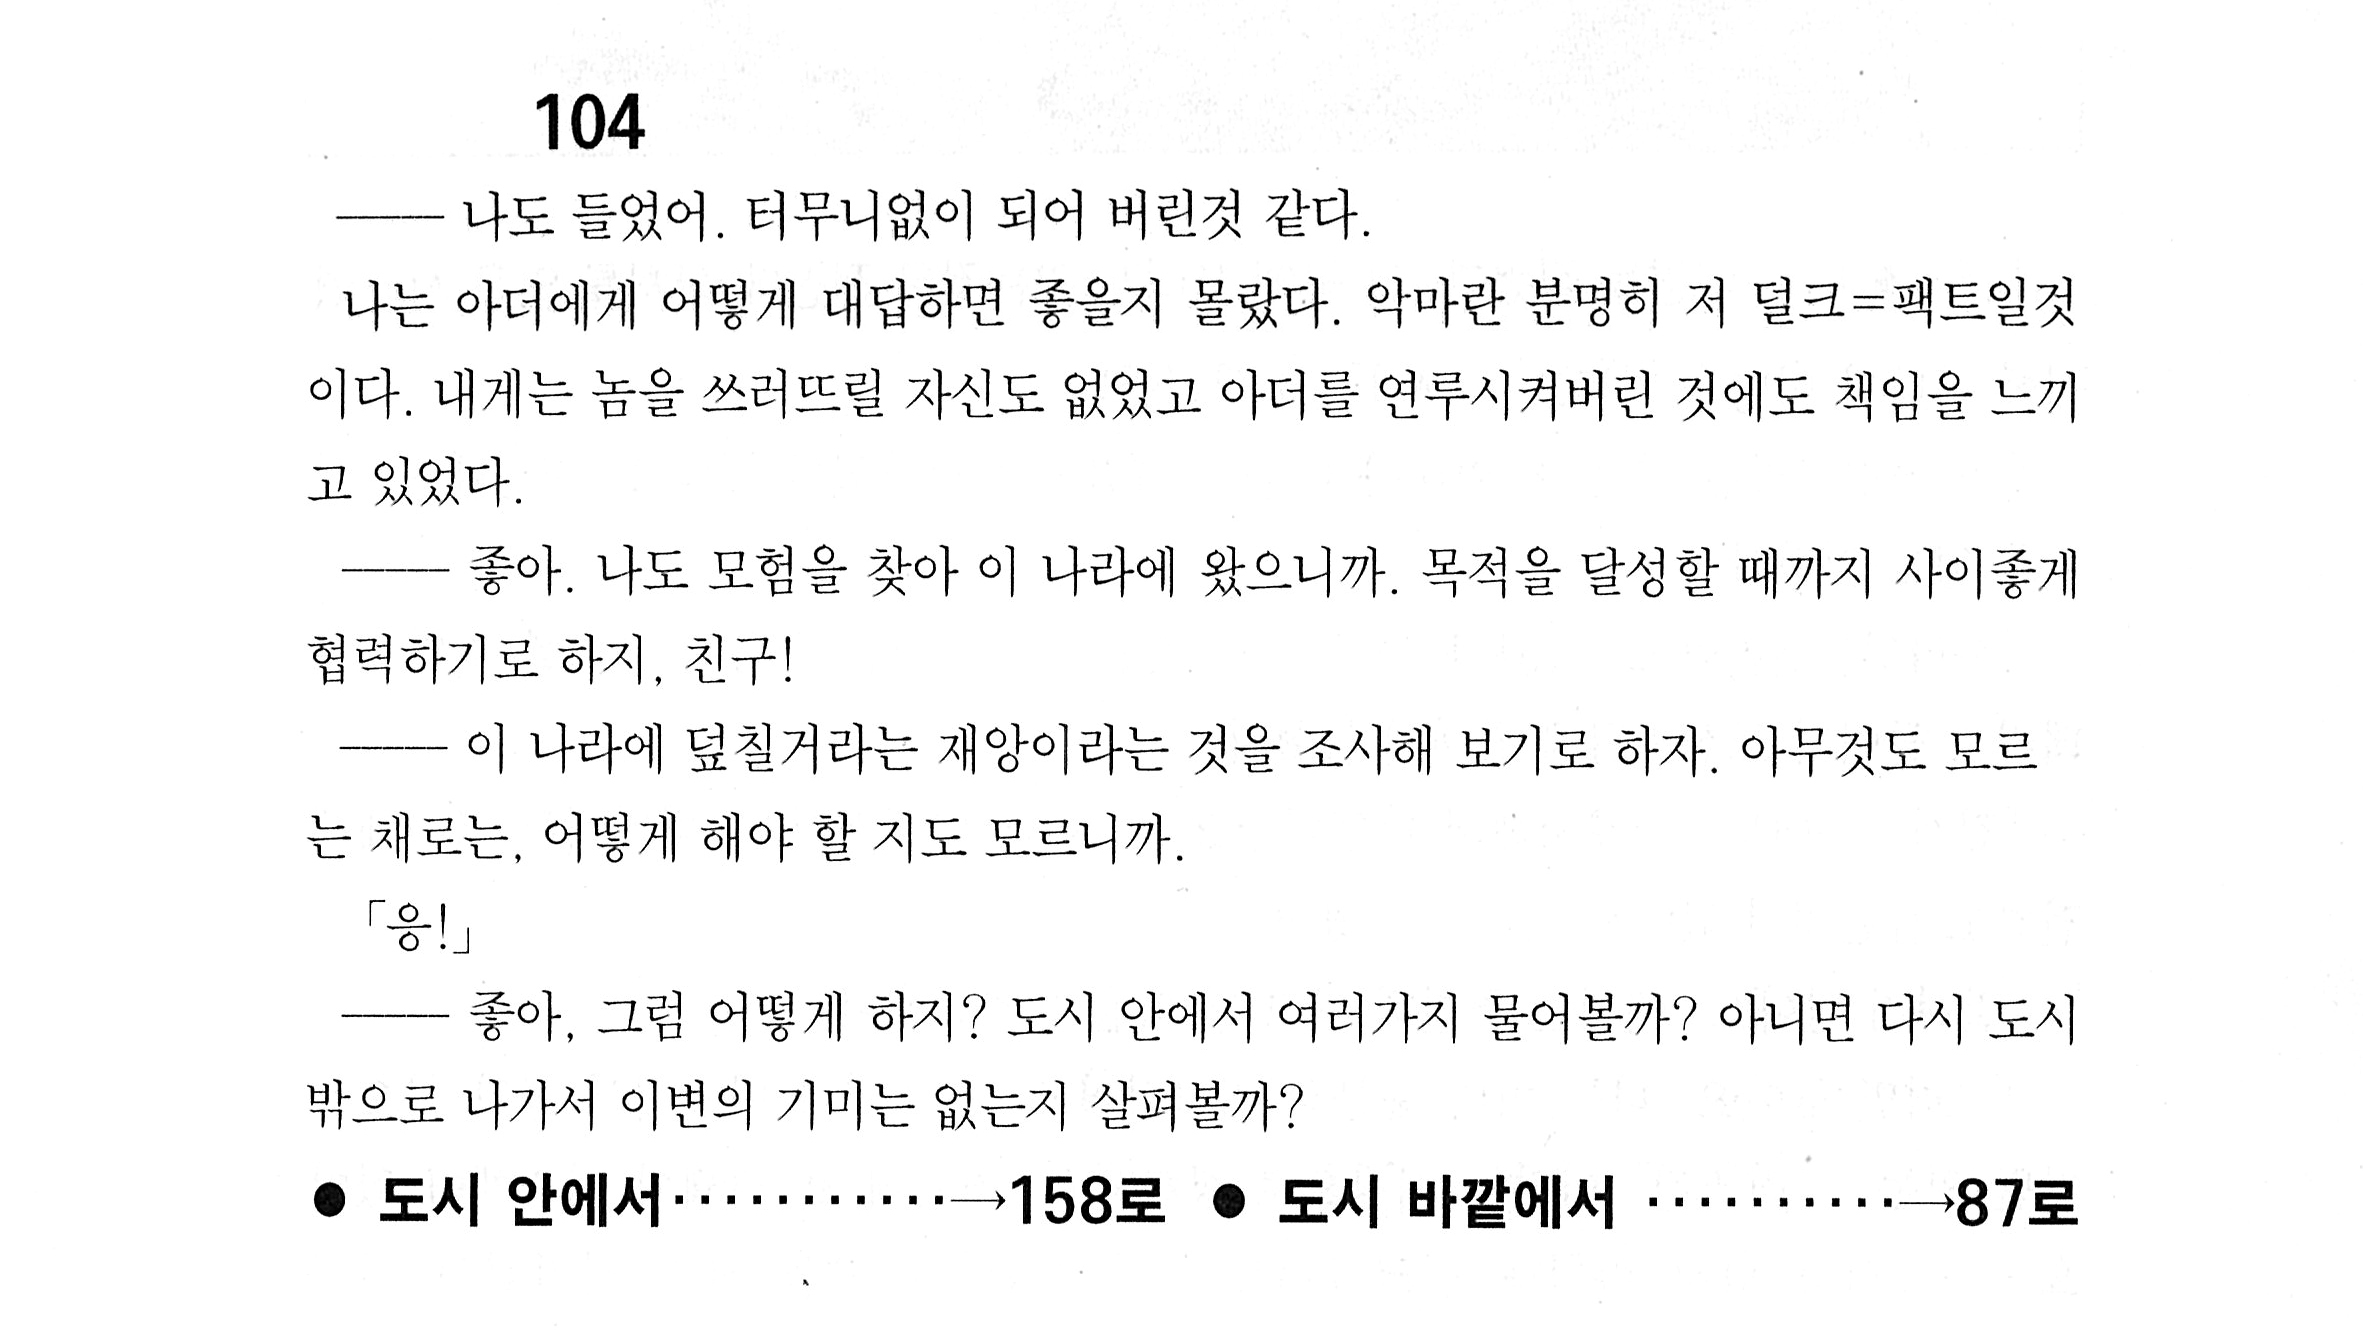 104
── 나도 들었어. 터무니없이 되어 버린것 같다.
나는 아더에게 어떻게 대답하면 좋을지 몰랐다. 악마란 분명히 저 덜크=팩트일것
이다. 내게는 놈을 쓰러뜨릴 자신도 없었고 아더를 연루시켜버린 것에도 책임을 느끼
고 있었다.
── 좋아. 나도 모험을 찾아 이 나라에 왔으니까. 목적을 달성할 때까지 사이좋게
협력하기로 하지, 친구!
── 이 나라에 덮칠거라는 재앙이라는 것을 조사해 보기로 하자. 아무것도 모르
는 채로는, 어떻게 해야 할 지도 모르니까.
「응!」
── 좋아, 그럼 어떻게 하지? 도시 안에서 여러가지 물어볼까? 아니면 다시 도시
밖으로 나가서 이변의 기미는 없는지 살펴볼까?
● 도시 안에서···········→158로 ● 도시 바깥에서 ··········→87로